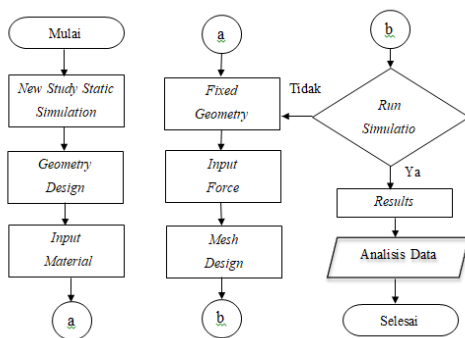 Mulai
New Study Static
Simulation
Geometry
Design
Input
Material
a
a
Fixed
Geometry
Input
Force
Mesh
Design
b
b
Tidak
Run
Simulatio
Ya
Results
Analisis Data
Selesai